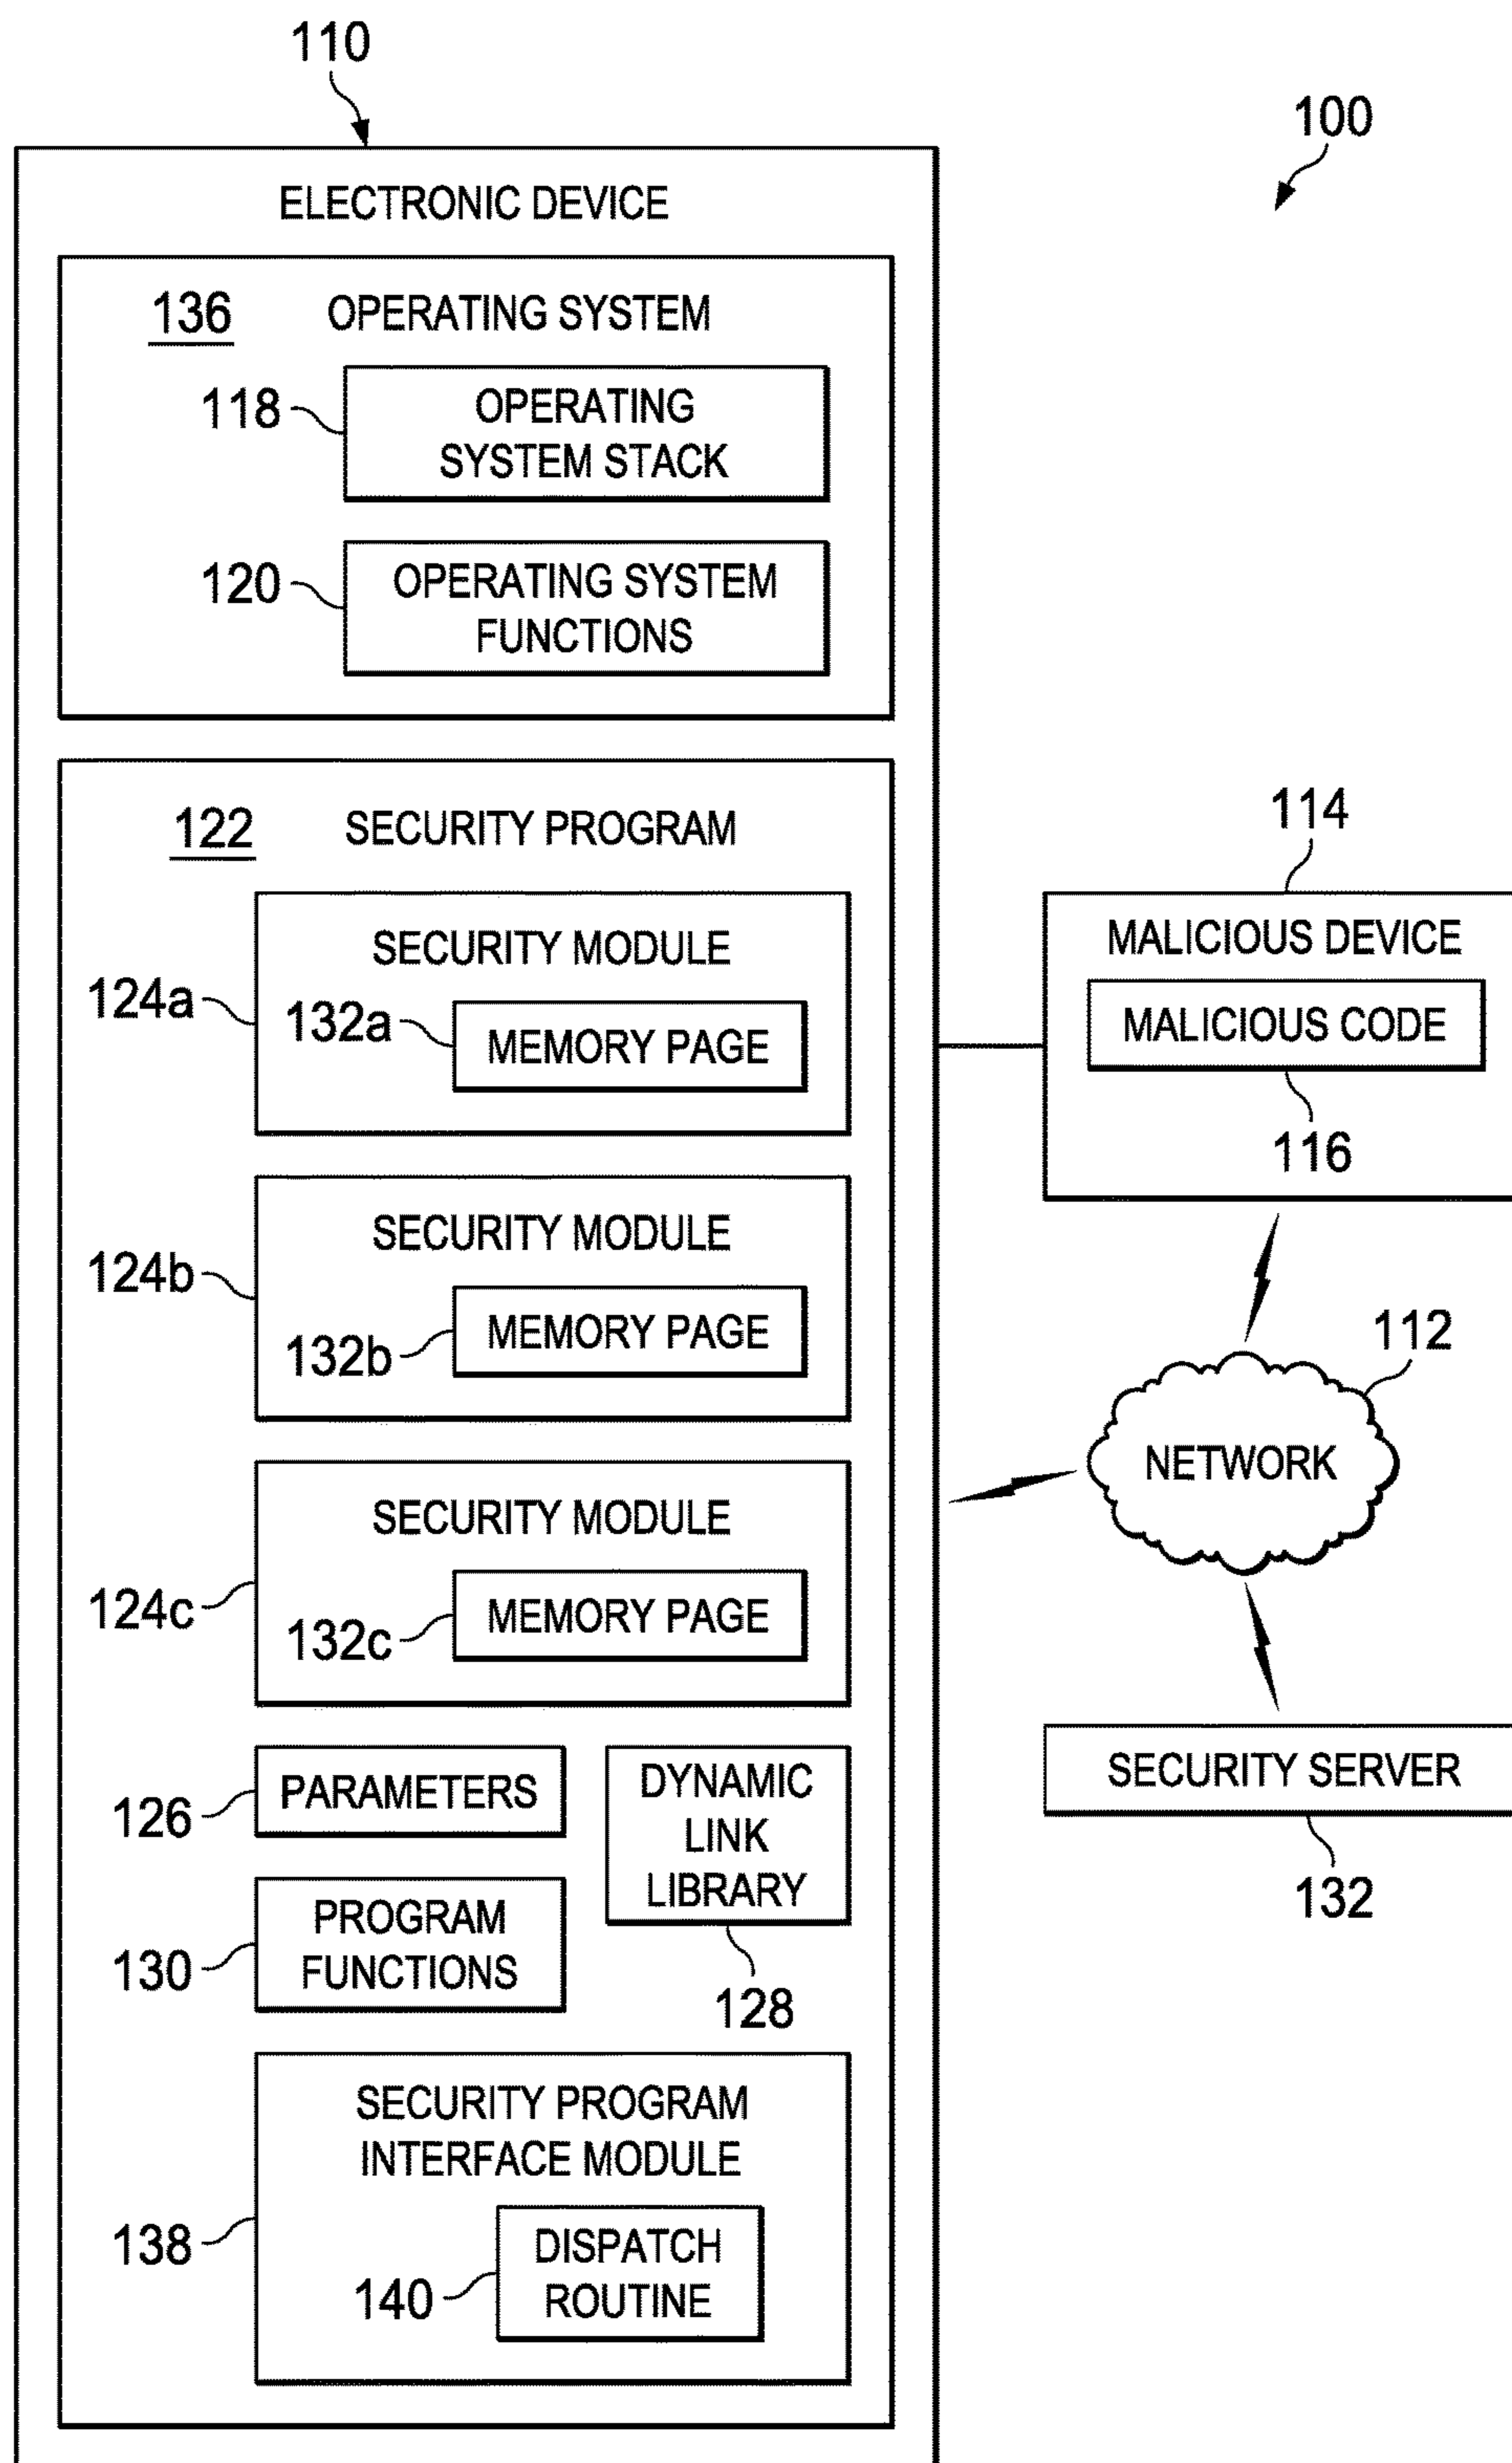 110
100
ELECTRONIC DEVICE
136
OPERATING SYSTEM
118
OPERATING
SYSTEM STACK
120
OPERATING SYSTEM
FUNCTIONS
122
SECURITY PROGRAM
124a
SECURITY MODULE
132a
MEMORY PAGE
124b
SECURITY MODULE
132b
MEMORY PAGE
124c
SECURITY MODULE
132c
MEMORY PAGE
126
PARAMETERS
DYNAMIC
LINK
LIBRARY
128
130
PROGRAM
FUNCTIONS
138
SECURITY PROGRAM
INTERFACE MODULE
140
DISPATCH
ROUTINE
114
MALICIOUS DEVICE
MALICIOUS CODE
116
112
NETWORK
SECURITY SERVER
132